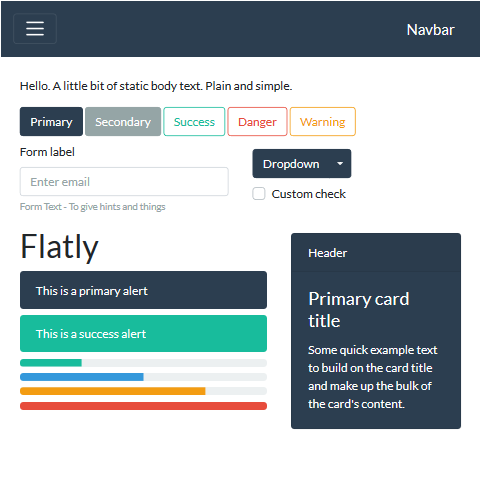 Navbar
Hello. A little bit of static body text. Plain and simple.
Primary Secondary Success Danger Warning
Form label
Dropdown
Enter email
Custom check
Form Text - To give hints and things
Flatly
This is a primary alert
This is a success alert
Header
Primary card
title
Some quick example text
to build on the card title
and make up the bulk of
the card's content.